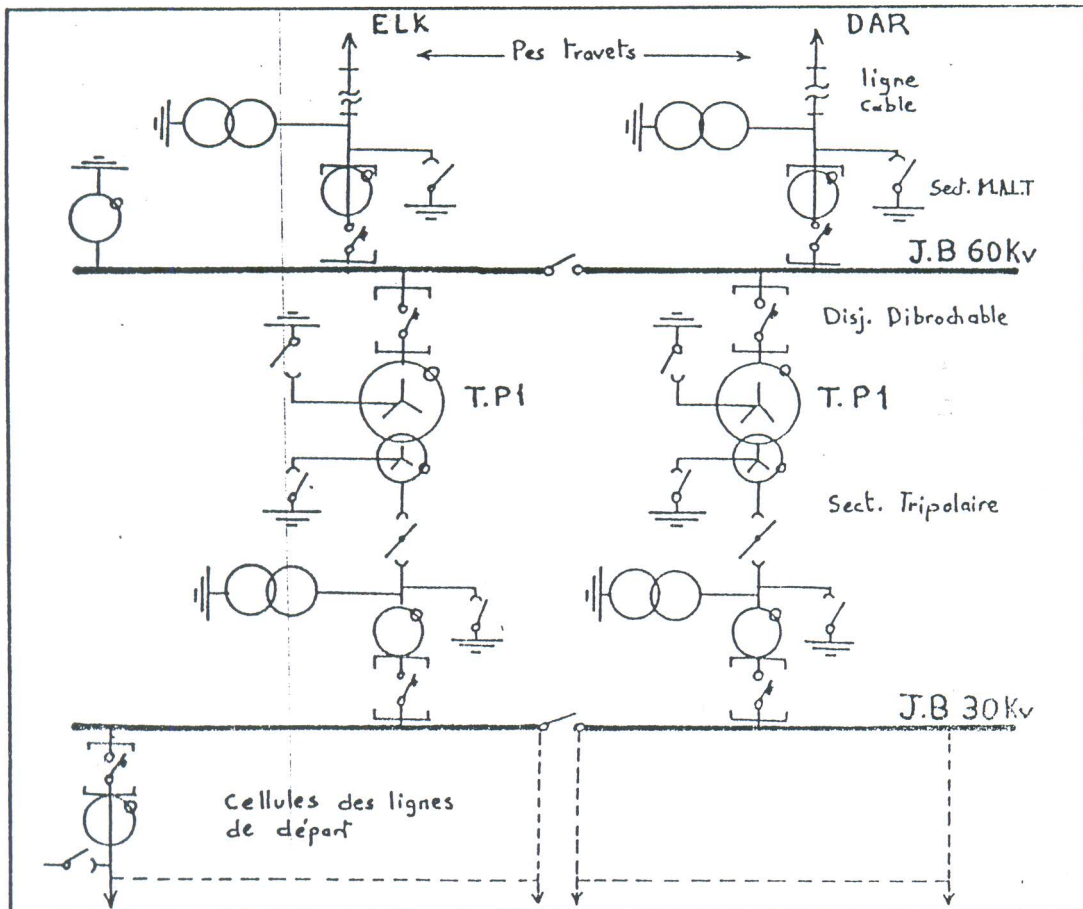 ELK
DAR
Pes travets
ligne
cable
Sect. M.A.L.T
J.B 60Kv
Disj. Dibrochable
T.P1
T.P1
Sect. Tripolaire
J.B 30Kv
Cellules des lignes
de départ